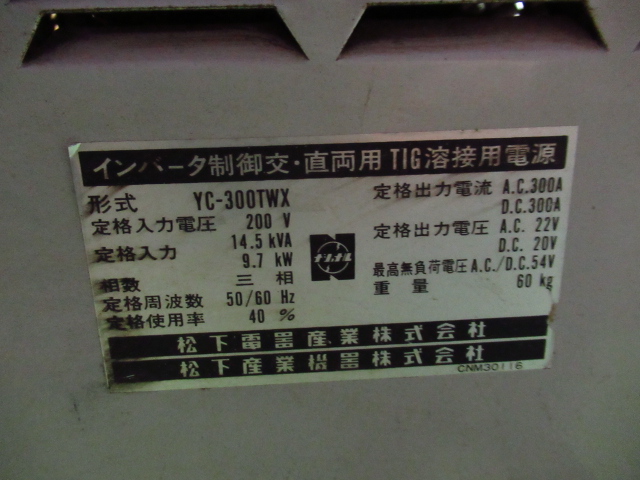 インバータ制御交・直両用 TIG溶接用電源
形式 YC-300TWX
定格入力電圧 200 V
定格入力 14.5 kVA
9.7 kW
相数 三相
定格周波数 50/60 Hz
定格使用率 40 %
ナショナル
定格出力電流 A.C.300A
D.C.300A
定格出力電圧 A.C. 22V
D.C. 20V
最高無負荷電圧 A.C./D.C.54V
重量 60 kg
松下電器産業株式会社
松下産業機器株式会社
CNM30116